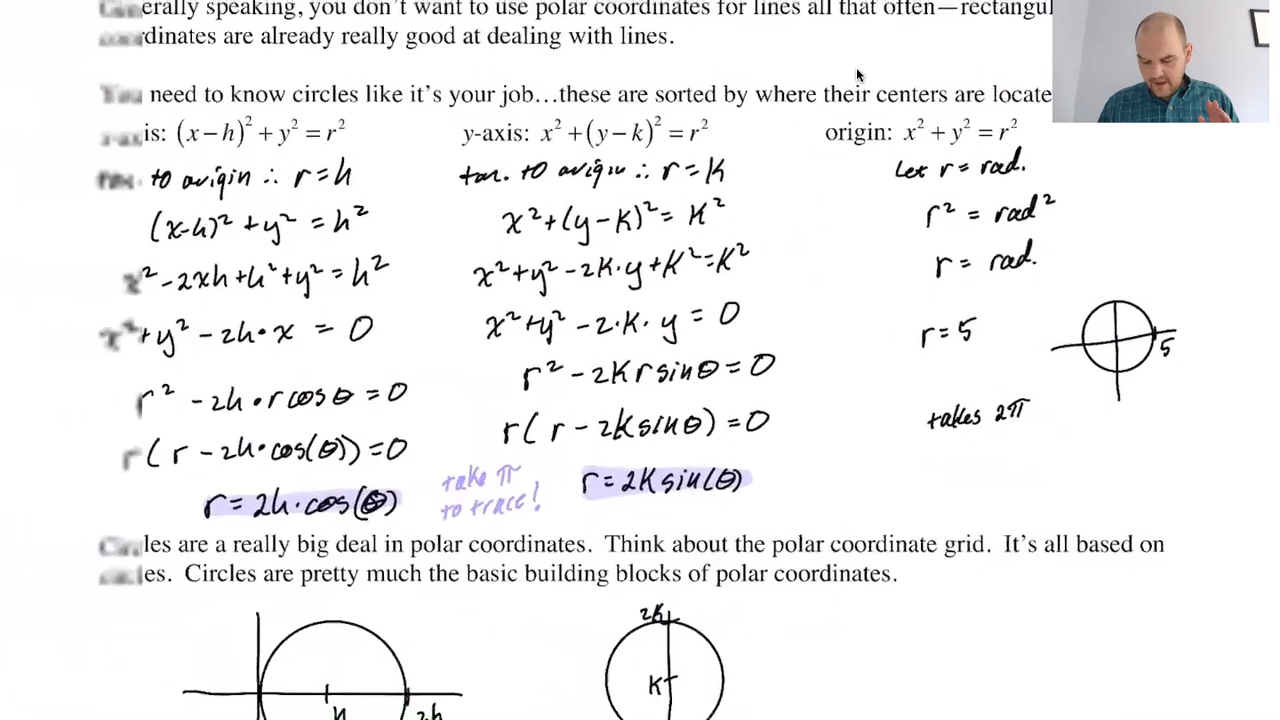 erally speaking, you don't want to use polar coordinates for lines all that often—rectangul
rdinates are already really good at dealing with lines.
need to know circles like it's your job…these are sorted by where their centers are locate
is: (x−h)² + y² = r²
to origin ∴ r = h
(x-h)² + y² = h²
x² - 2xh + h² + y² = h²
x² + y² - 2h • x = 0
r² - 2h • r cos θ = 0
r(r - 2h • cos(θ)) = 0
r = 2h • cos(θ)
y-axis: x² + (y−k)² = r²
tan. to origin ∴ r = k
x² + (y - k)² = k²
x² + y² - 2k • y + k² = k²
x² + y² - 2 • k • y = 0
r² - 2kr sin θ = 0
r(r - 2k sin θ) = 0
take π
to trace!
r = 2k sin(θ)
origin: x² + y² = r²
Let r = rad.
r² = rad²
r = rad.
r = 5
5
takes 2π
les are a really big deal in polar coordinates. Think about the polar coordinate grid. It's all based on
es. Circles are pretty much the basic building blocks of polar coordinates.
h
2h
2k
k